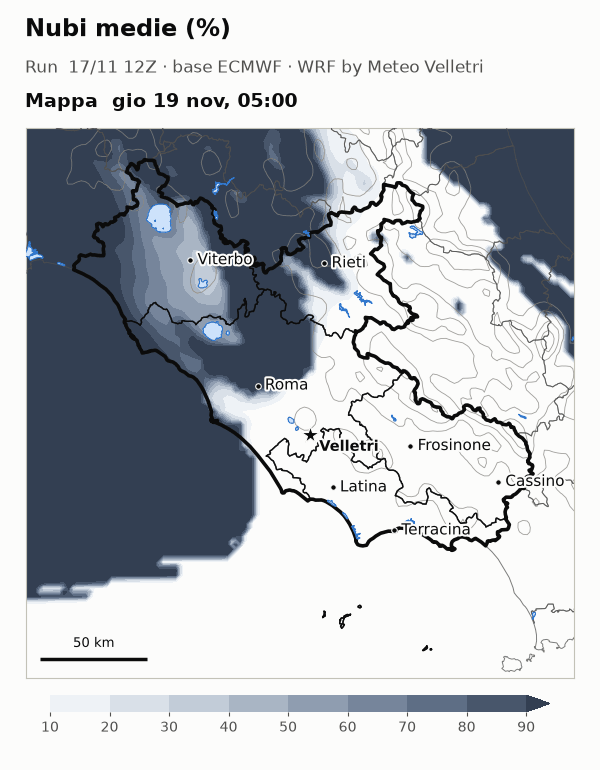 Nubi medie (%)
Run 17/11 12Z · base ECMWF · WRF by Meteo Velletri
Mappa gio 19 nov, 05:00
Viterbo
Rieti
Roma
Velletri
Frosinone
Latina
Cassino
Terracina
50 km
10 20 30 40 50 60 70 80 90